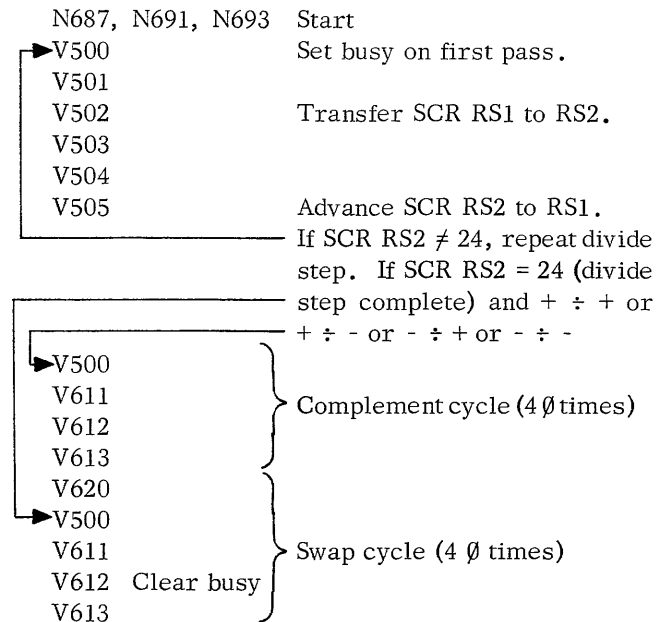 N687, N691, N693 Start
V500 Set busy on first pass.
V501
V502 Transfer SCR RS1 to RS2.
V503
V504
V505 Advance SCR RS2 to RS1.
If SCR RS2 ≠ 24, repeat divide
step. If SCR RS2 = 24 (divide
step complete) and + ÷ + or
+ ÷ - or - ÷ + or - ÷ -
V500
V611
Complement cycle (4 Ø times)
V612
V613
V620
V500
V611 Swap cycle (4 Ø times)
V612 Clear busy
V613